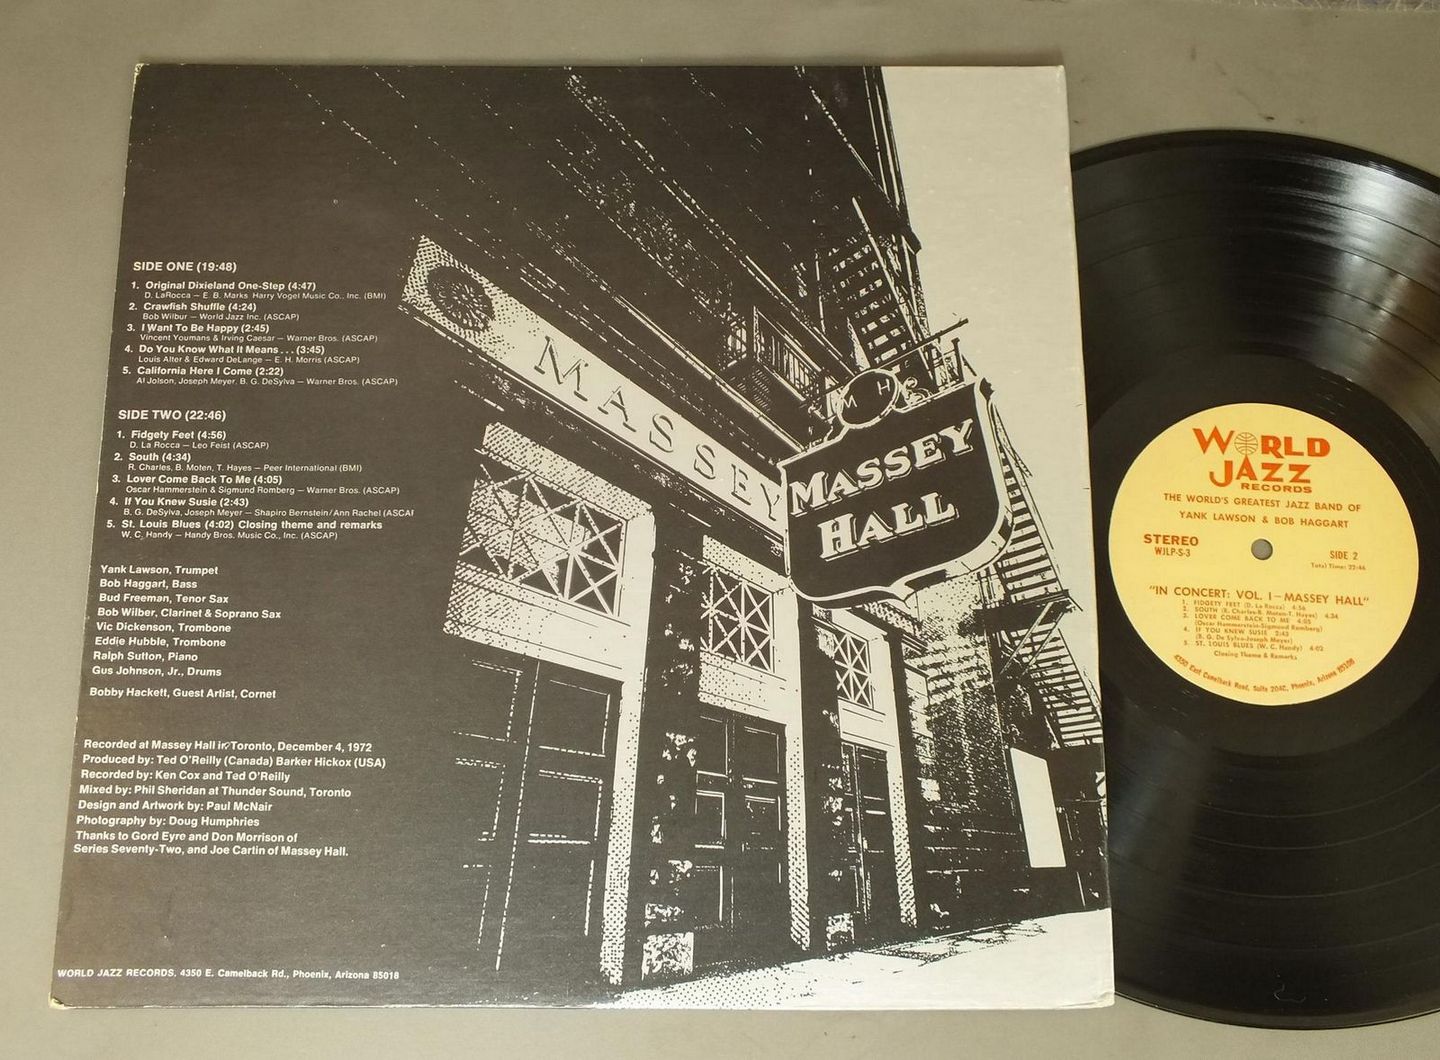 SIDE ONE (19:48)
1. Original Dixieland One-Step (4:47)
D. LaRocca — E. B. Marks Harry Vogel Music Co., Inc. (BMI)
2. Crawfish Shuffle (4:24)
Bob Wilbur — World Jazz Inc. (ASCAP)
3. I Want To Be Happy (2:45)
Vincent Youmans & Irving Caesar — Warner Bros. (ASCAP)
4. Do You Know What It Means . . . (3:45)
Louis Alter & Edward DeLange — E. H. Morris (ASCAP)
5. California Here I Come (2:22)
Al Jolson, Joseph Meyer, B. G. DeSylva — Warner Bros. (ASCAP)
SIDE TWO (22:46)
1. Fidgety Feet (4:56)
D. La Rocca — Leo Feist (ASCAP)
2. South (4:34)
R. Charles, B. Moten, T. Hayes — Peer International (BMI)
3. Lover Come Back To Me (4:05)
Oscar Hammerstein & Sigmund Romberg — Warner Bros. (ASCAP)
4. If You Knew Susie (2:43)
B. G. DeSylva, Joseph Meyer — Shapiro Bernstein/Ann Rachel (ASCAP
5. St. Louis Blues (4:02) Closing theme and remarks
W. C. Handy — Handy Bros. Music Co., Inc. (ASCAP)
Yank Lawson, Trumpet
Bob Haggart, Bass
Bud Freeman, Tenor Sax
Bob Wilber, Clarinet & Soprano Sax
Vic Dickenson, Trombone
Eddie Hubble, Trombone
Ralph Sutton, Piano
Gus Johnson, Jr., Drums
Bobby Hackett, Guest Artist, Cornet
Recorded at Massey Hall in Toronto, December 4, 1972
Produced by: Ted O'Reilly (Canada) Barker Hickox (USA)
Recorded by: Ken Cox and Ted O'Reilly
Mixed by: Phil Sheridan at Thunder Sound, Toronto
Design and Artwork by: Paul McNair
Photography by: Doug Humphries
Thanks to Gord Eyre and Don Morrison of
Series Seventy-Two, and Joe Cartin of Massey Hall.
WORLD JAZZ RECORDS. 4350 E. Camelback Rd., Phoenix, Arizona 85018
MASSEY
M H
MASSEY
HALL
WORLD
JAZZ
RECORDS
THE WORLD'S GREATEST JAZZ BAND OF
YANK LAWSON & BOB HAGGART
STEREO
WJLP-S-3
SIDE 2
Total Time: 22:46
"IN CONCERT: VOL. I — MASSEY HALL"
1. FIDGETY FEET (D. La Rocca) 4:56
2. SOUTH (R. Charles-B. Moten-T. Hayes) 4:34
3. LOVER COME BACK TO ME 4:05
(Oscar Hammerstein-Sigmund Romberg)
4. IF YOU KNEW SUSIE 2:43
(B. G. De Sylva-Joseph Meyer)
5. ST. LOUIS BLUES (W. C. Handy) 4:02
Closing Theme & Remarks
4350 East Camelback Road, Suite 204C, Phoenix, Arizona 85108